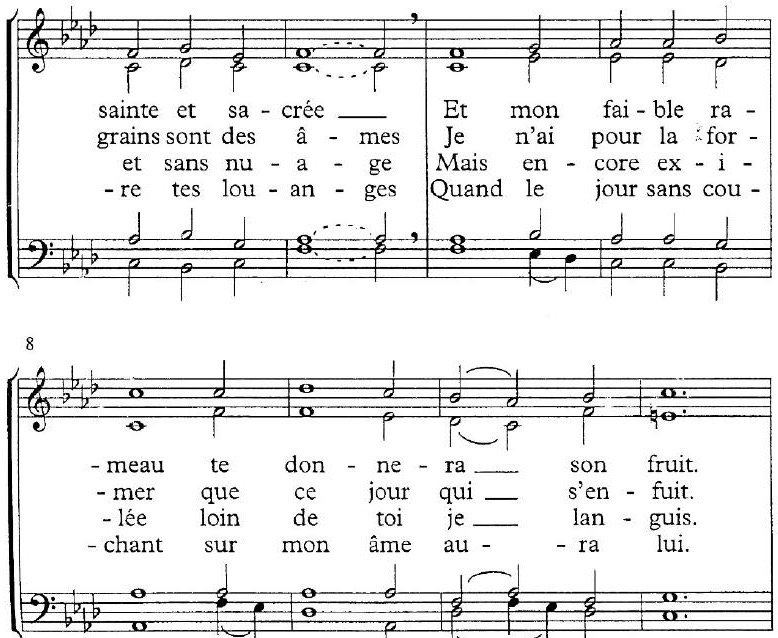 sainte et sa - crée ___ Et mon fai - ble ra -
grains sont des â - mes Je n'ai pour la for -
et sans nu - a - ge Mais en - core ex - i -
- re tes lou - an - ges Quand le jour sans cou -
8
- meau te don - ne - ra ___ son fruit.
- mer que ce jour qui ___ s'en - fuit.
- lée loin de toi je ___ lan - guis.
- chant sur mon âme au - - ra lui.